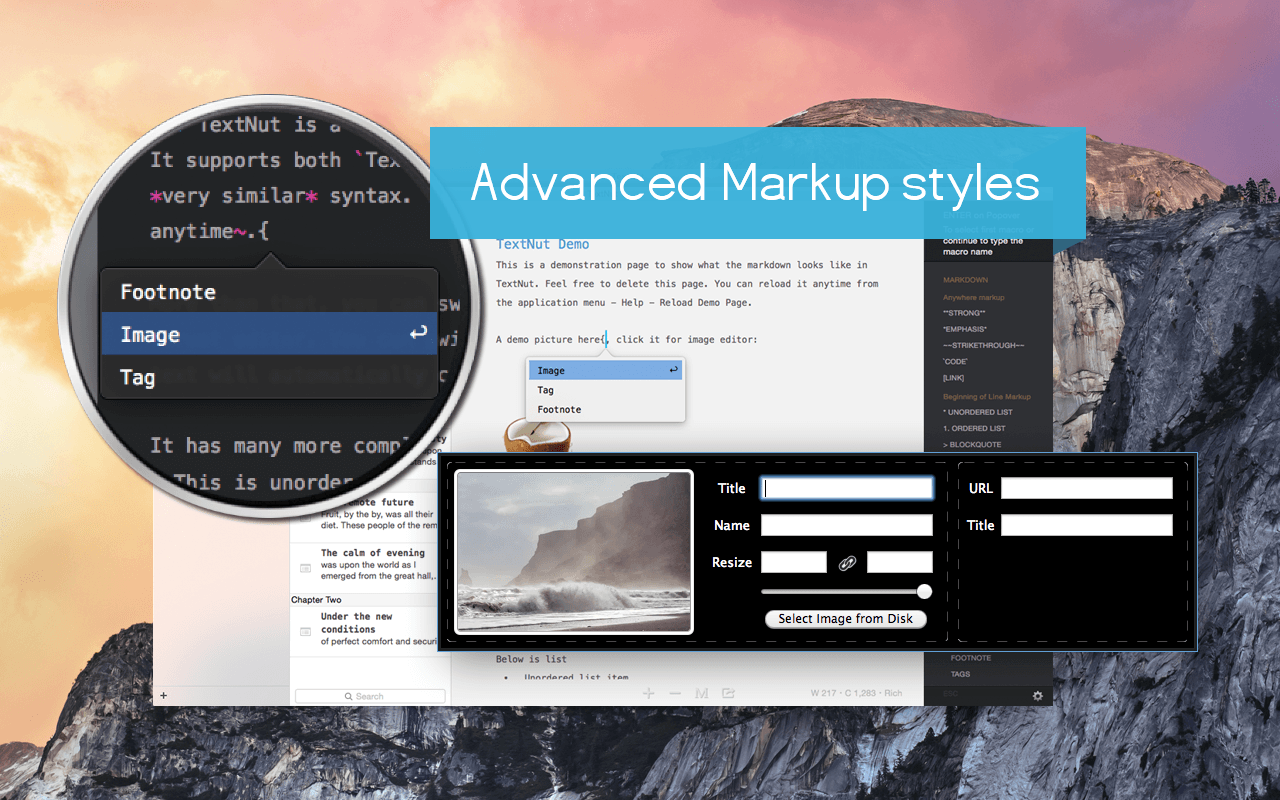 Advanced Markup styles
TextNut is a
It supports both `Tex
*very similar* syntax.
anytime~.{
Footnote
Image
Tag
It has many more compl
This is unorder
TextNut Demo
This is a demonstration page to show what the markdown looks like in
TextNut. Feel free to delete this page. You can reload it anytime from
the application menu - Help - Reload Demo Page.
A demo picture here{, click it for image editor:
Image
Tag
Footnote
continue to type the
macro name
MARKDOWN
Anywhere markup
**STRONG**
*EMPHASIS*
~~STRIKETHROUGH~~
`CODE`
[LINK]
Beginning of Line Markup
* UNORDERED LIST
1. ORDERED LIST
> BLOCKQUOTE
future
Fruit, by the by, was all their
diet. These people of the rem
The calm of evening
was upon the world as I
emerged from the great hall,.
Chapter Two
Under the new
conditions
of perfect comfort and securi
Search
Title
Name
Resize
Select Image from Disk
URL
Title
Below is list
• Unordered list item
W 217 · C 1,283 · Rich
FOOTNOTE
TAGS
ESC